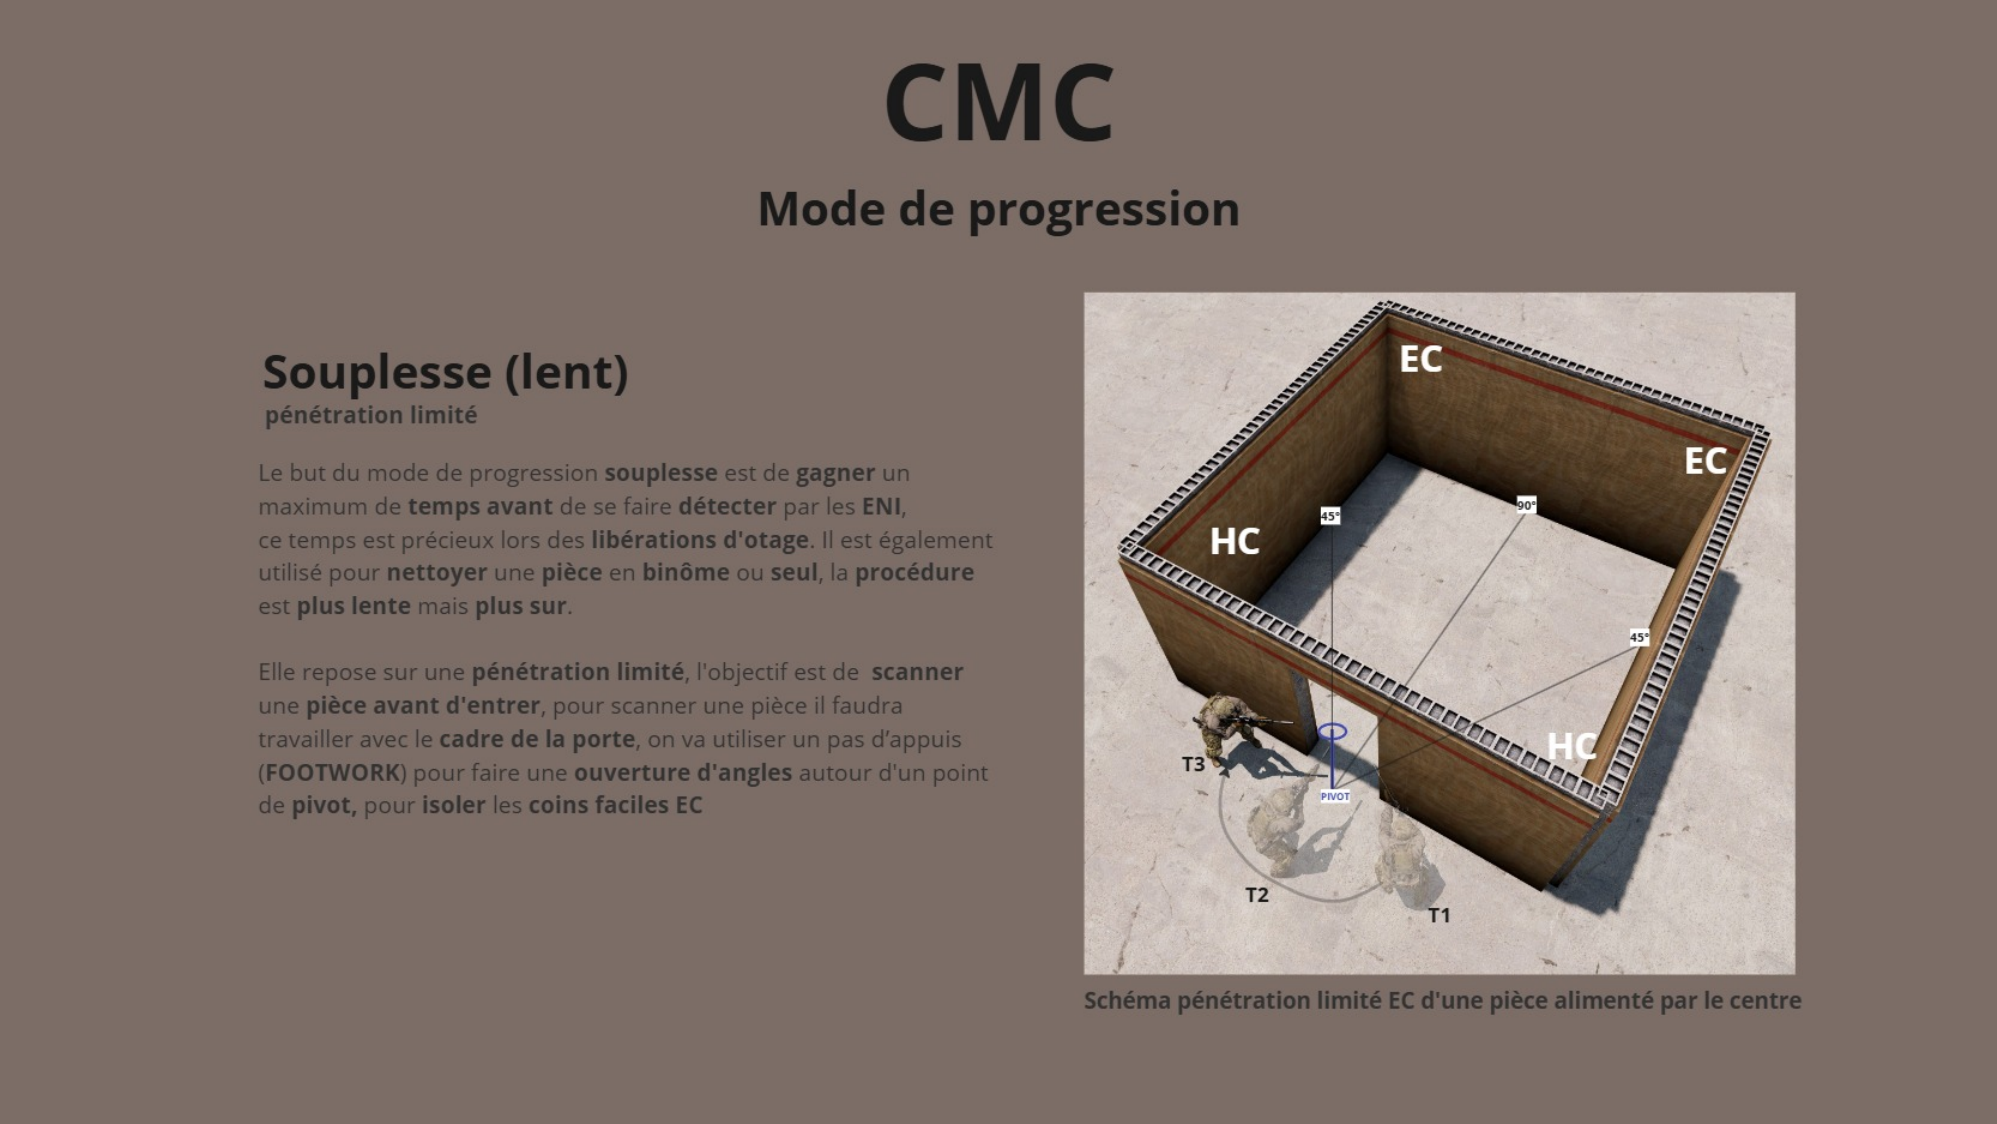 CMC
Mode de progression
Souplesse (lent)
pénétration limité
Le but du mode de progression souplesse est de gagner un
maximum de temps avant de se faire détecter par les ENI,
ce temps est précieux lors des libérations d'otage. Il est également
utilisé pour nettoyer une pièce en binôme ou seul, la procédure
est plus lente mais plus sur.
Elle repose sur une pénétration limité, l'objectif est de  scanner
une pièce avant d'entrer, pour scanner une pièce il faudra
travailler avec le cadre de la porte, on va utiliser un pas d’appuis
(FOOTWORK) pour faire une ouverture d'angles autour d'un point
de pivot, pour isoler les coins faciles EC
EC
EC
90°
45°
HC
45°
HC
T3
PIVOT
T2
T1
Schéma pénétration limité EC d'une pièce alimenté par le centre